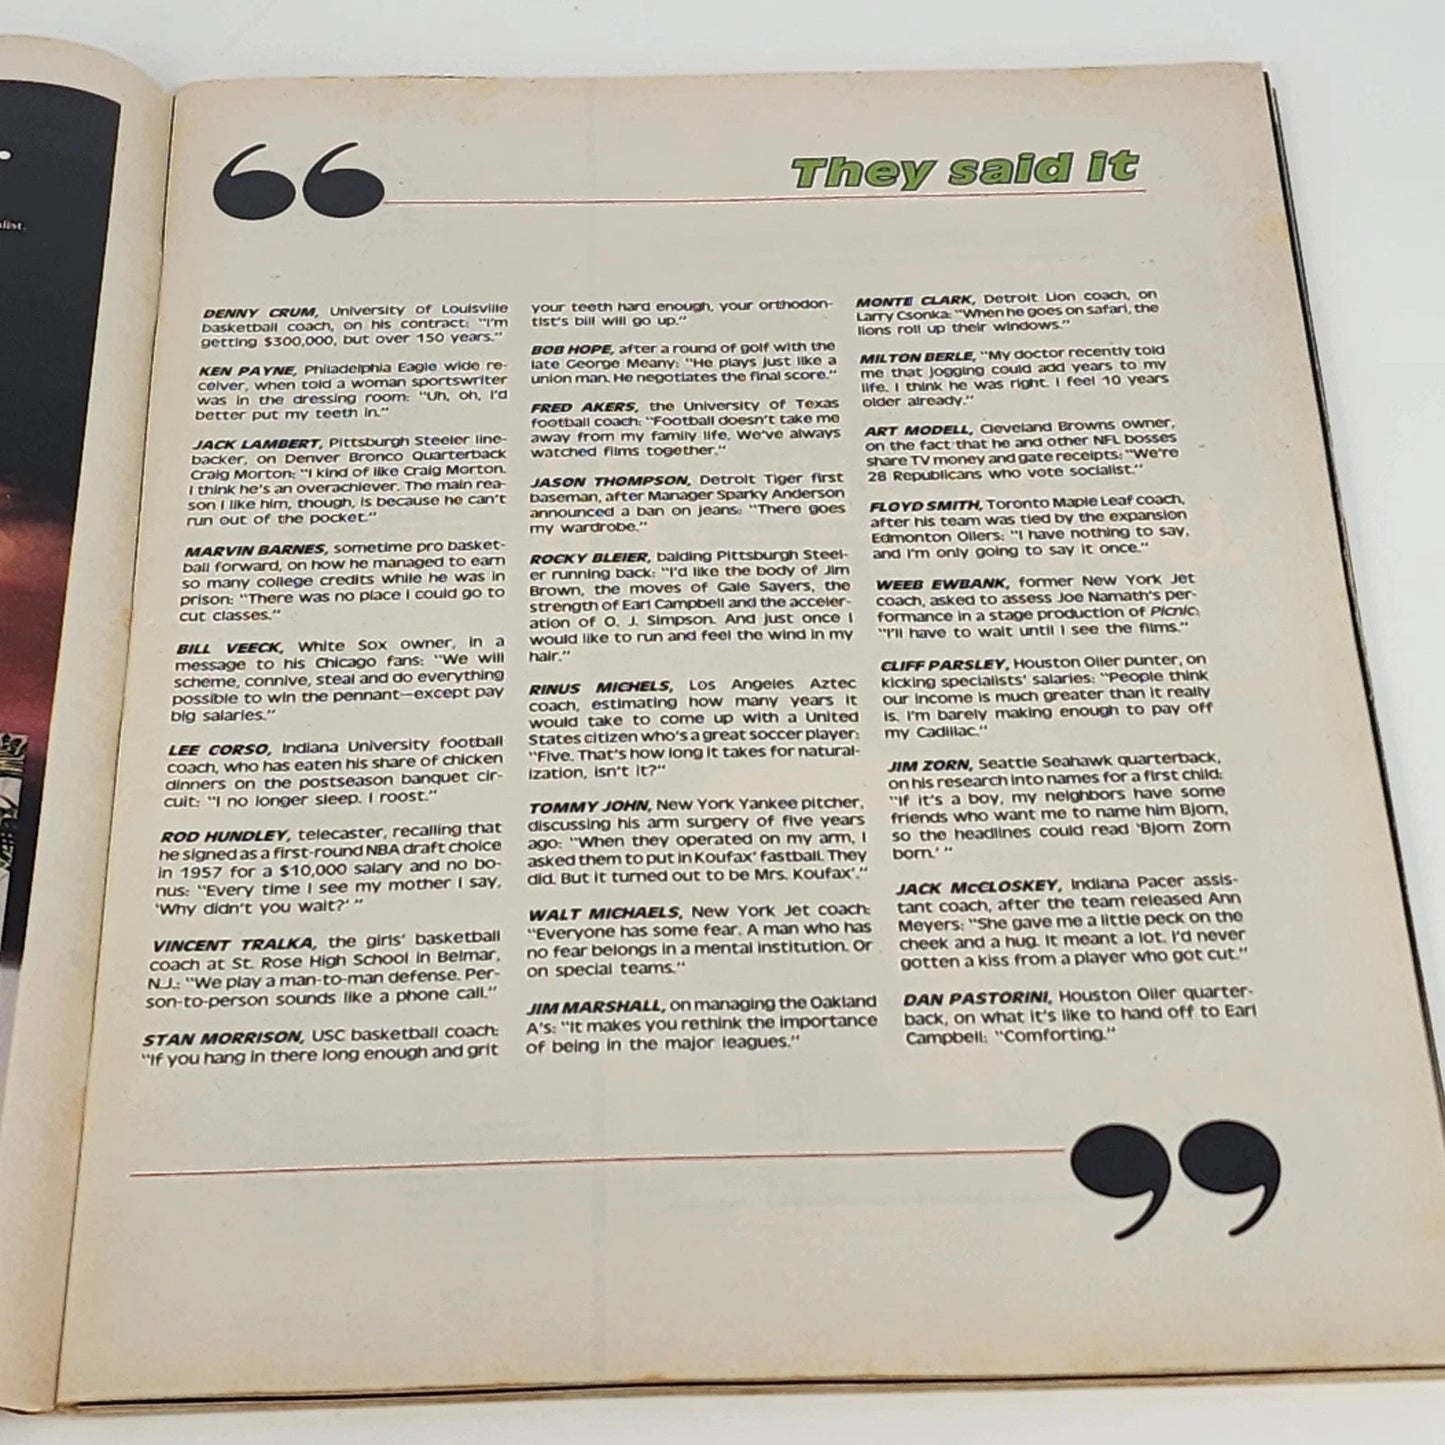 alist.
They said it
DENNY CRUM, University of Louisville
basketball coach, on his contract: "I'm
getting $300,000, but over 150 years."
KEN PAYNE, Philadelphia Eagle wide re-
ceiver, when told a woman sportswriter
was in the dressing room: "Uh, oh, I'd
better put my teeth in."
JACK LAMBERT, Pittsburgh Steeler line-
backer, on Denver Bronco Quarterback
Craig Morton: "I kind of like Craig Morton.
I think he's an overachiever. The main rea-
son I like him, though, is because he can't
run out of the pocket."
MARVIN BARNES, sometime pro basket-
ball forward, on how he managed to earn
so many college credits while he was in
prison: "There was no place I could go to
cut classes."
BILL VEECK, White Sox owner, in a
message to his Chicago fans: "We will
scheme, connive, steal and do everything
possible to win the pennant—except pay
big salaries."
LEE CORSO, Indiana University football
coach, who has eaten his share of chicken
dinners on the postseason banquet cir-
cuit: "I no longer sleep. I roost."
ROD HUNDLEY, telecaster, recalling that
he signed as a first-round NBA draft choice
in 1957 for a $10,000 salary and no bo-
nus: "Every time I see my mother I say,
'Why didn't you wait?' "
VINCENT TRALKA, the girls' basketball
coach at St. Rose High School in Belmar,
N.J.: "We play a man-to-man defense. Per-
son-to-person sounds like a phone call."
STAN MORRISON, USC basketball coach:
"If you hang in there long enough and grit
your teeth hard enough, your orthodon-
tist's bill will go up."
BOB HOPE, after a round of golf with the
late George Meany: "He plays just like a
union man. He negotiates the final score."
FRED AKERS, the University of Texas
football coach: "Football doesn't take me
away from my family life. We've always
watched films together."
JASON THOMPSON, Detroit Tiger first
baseman, after Manager Sparky Anderson
announced a ban on jeans: "There goes
my wardrobe."
ROCKY BLEIER, balding Pittsburgh Steel-
er running back: "I'd like the body of Jim
Brown, the moves of Gale Sayers, the
strength of Earl Campbell and the acceler-
ation of O. J. Simpson. And just once I
would like to run and feel the wind in my
hair."
RINUS MICHELS, Los Angeles Aztec
coach, estimating how many years it
would take to come up with a United
States citizen who's a great soccer player:
"Five. That's how long it takes for natural-
ization, isn't it?"
TOMMY JOHN, New York Yankee pitcher,
discussing his arm surgery of five years
ago: "When they operated on my arm, I
asked them to put in Koufax' fastball. They
did. But it turned out to be Mrs. Koufax'."
WALT MICHAELS, New York Jet coach:
"Everyone has some fear. A man who has
no fear belongs in a mental institution. Or
on special teams."
JIM MARSHALL, on managing the Oakland
A's: "It makes you rethink the importance
of being in the major leagues."
MONTE CLARK, Detroit Lion coach, on
Larry Csonka: "When he goes on safari, the
lions roll up their windows."
MILTON BERLE, "My doctor recently told
me that jogging could add years to my
life. I think he was right. I feel 10 years
older already."
ART MODELL, Cleveland Browns owner,
on the fact that he and other NFL bosses
share TV money and gate receipts: "We're
28 Republicans who vote socialist."
FLOYD SMITH, Toronto Maple Leaf coach,
after his team was tied by the expansion
Edmonton Oilers: "I have nothing to say,
and I'm only going to say it once."
WEEB EWBANK, former New York Jet
coach, asked to assess Joe Namath's per-
formance in a stage production of Picnic:
"I'll have to wait until I see the films."
CLIFF PARSLEY, Houston Oiler punter, on
kicking specialists' salaries: "People think
our income is much greater than it really
is. I'm barely making enough to pay off
my Cadillac."
JIM ZORN, Seattle Seahawk quarterback,
on his research into names for a first child:
"If it's a boy, my neighbors have some
friends who want me to name him Bjorn,
so the headlines could read 'Bjorn Zorn
born.' "
JACK McCLOSKEY, Indiana Pacer assis-
tant coach, after the team released Ann
Meyers: "She gave me a little peck on the
cheek and a hug. It meant a lot. I'd never
gotten a kiss from a player who got cut."
DAN PASTORINI, Houston Oiler quarter-
back, on what it's like to hand off to Earl
Campbell: "Comforting."